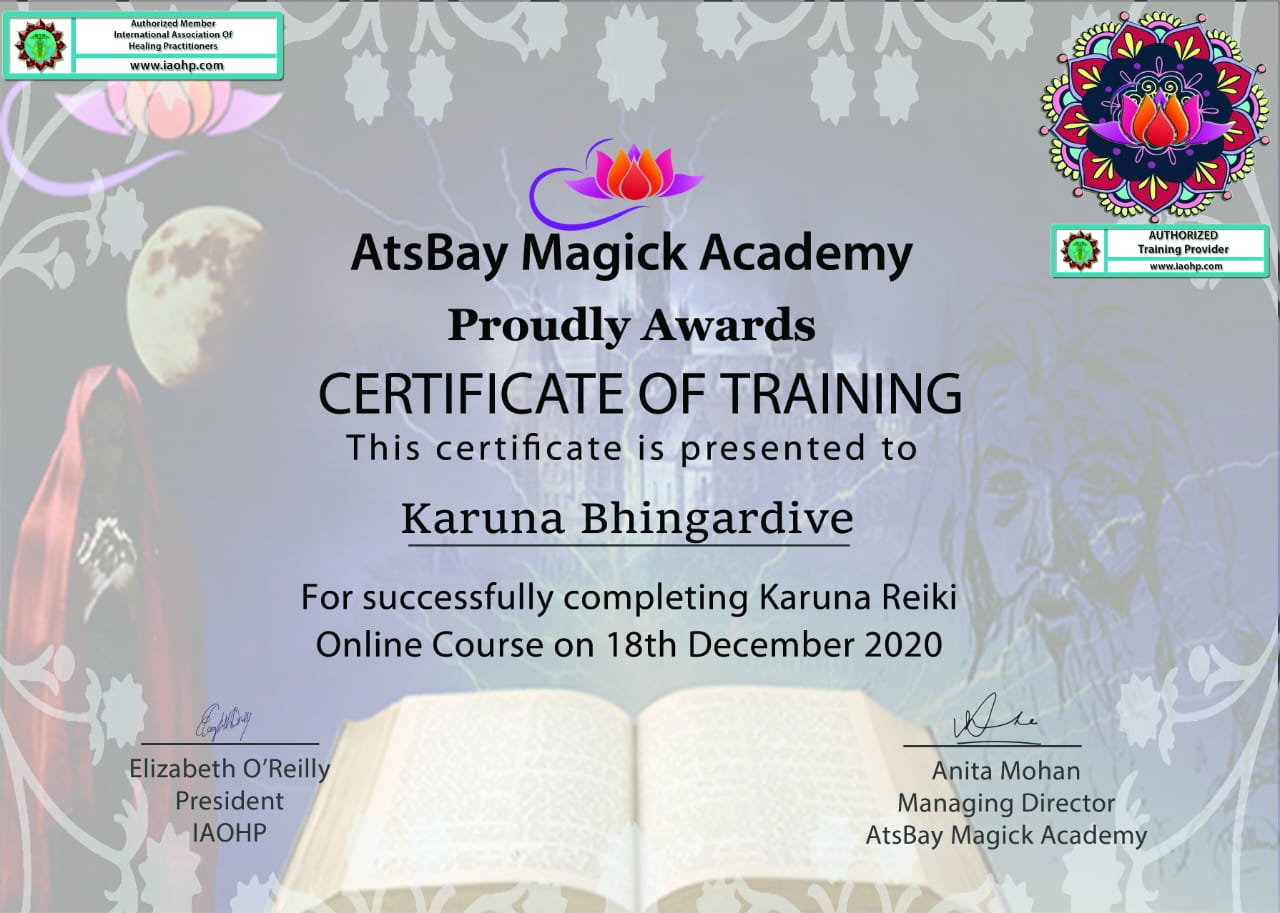 Authorized Member
International Association Of
Healing Practitioners
www.iaohp.com
AUTHORIZED
Training Provider
www.iaohp.com
AtsBay Magick Academy
Proudly Awards
CERTIFICATE OF TRAINING
This certificate is presented to
Karuna Bhingardive
For successfully completing Karuna Reiki
Online Course on 18th December 2020
Elizabeth O’Reilly
President
IAOHP
Anita Mohan
Managing Director
AtsBay Magick Academy